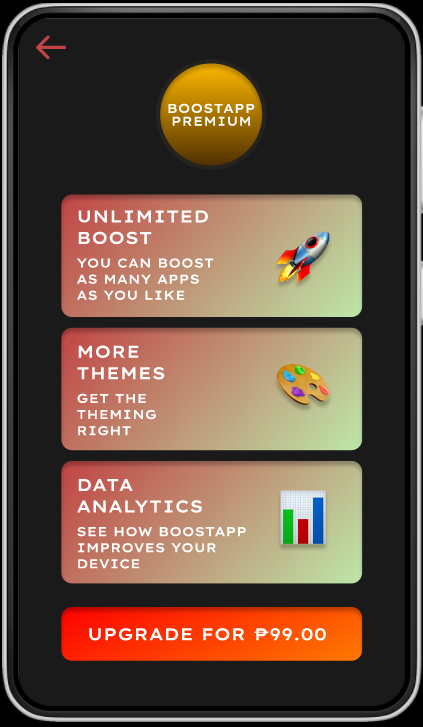 BOOSTAPP
PREMIUM
UNLIMITED
BOOST
YOU CAN BOOST
AS MANY APPS
AS YOU LIKE
MORE
THEMES
GET THE
THEMING
RIGHT
DATA
ANALYTICS
SEE HOW BOOSTAPP
IMPROVES YOUR
DEVICE
UPGRADE FOR ₱99.00